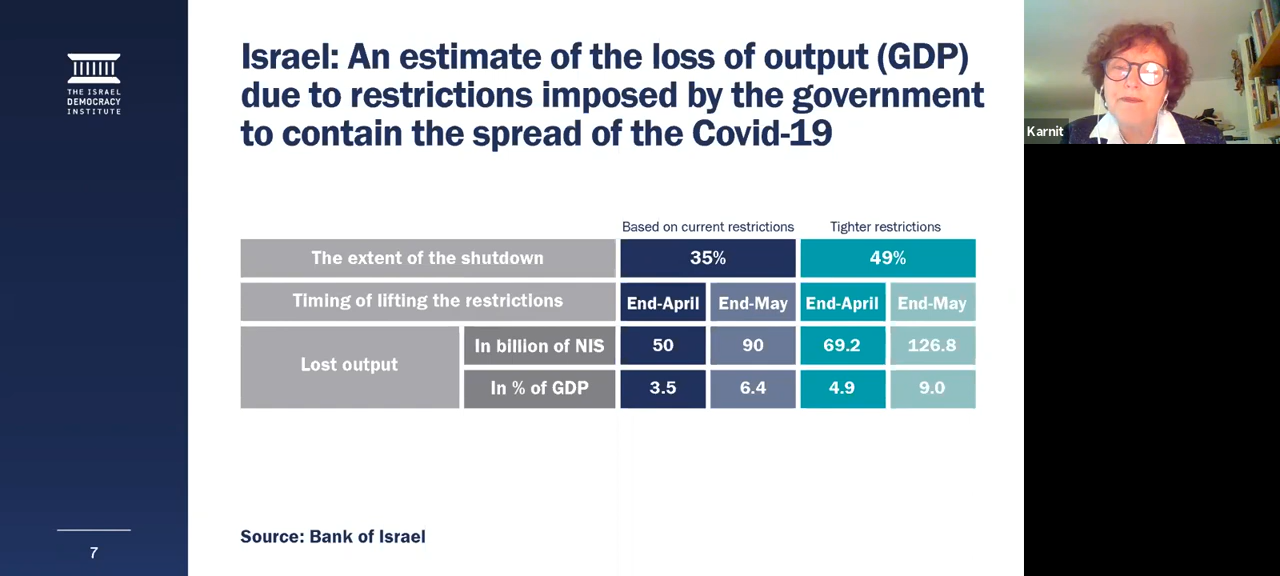 THE ISRAEL
DEMOCRACY
INSTITUTE
Israel: An estimate of the loss of output (GDP)
due to restrictions imposed by the government
to contain the spread of the Covid-19
Karnit
Based on current restrictions Tighter restrictions
The extent of the shutdown 35% 49%
Timing of lifting the restrictions End-April End-May End-April End-May
Lost output
In billion of NIS 50 90 69.2 126.8
In % of GDP 3.5 6.4 4.9 9.0
Source: Bank of Israel
7